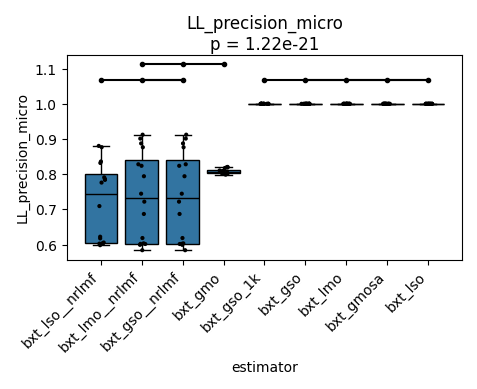 LL_precision_micro
p = 1.22e-21
LL_precision_micro
1.1
1.0
0.9
0.8
0.7
0.6
bxt_lso__nrlmf
bxt_lmo__nrlmf
bxt_gso__nrlmf
bxt_gmo
bxt_gso_1k
bxt_gso
bxt_lmo
bxt_gmosa
bxt_lso
estimator